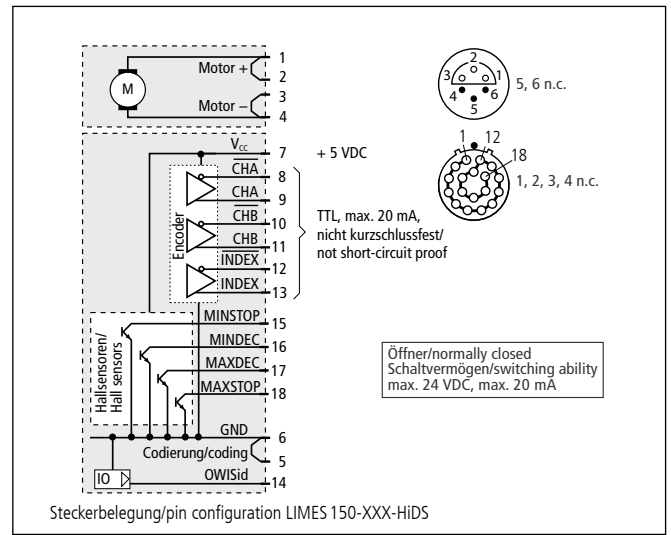 Motor +
1
2
M
Motor –
3
4
Vcc
7
+ 5 VDC
CHA
8
CHA
9
CHB
10
CHB
11
INDEX
12
INDEX
13
Encoder
TTL, max. 20 mA,
nicht kurzschlussfest/
not short-circuit proof
MINSTOP
15
MINDEC
16
MAXDEC
17
MAXSTOP
18
Hallsensoren/
Hall sensors
GND
6
Codierung/coding
5
IO
OWISid
14
2
3
1
4
6
5
5, 6 n.c.
1
12
18
1, 2, 3, 4 n.c.
Öffner/normally closed
Schaltvermögen/switching ability
max. 24 VDC, max. 20 mA
Steckerbelegung/pin configuration LIMES 150-XXX-HiDS